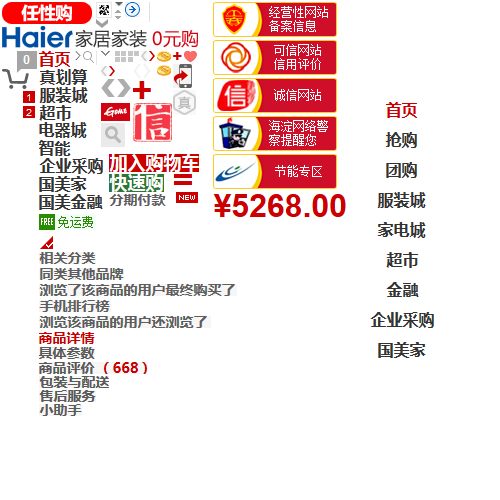 任性购
Haier 家居家装 0元购
0
首页
真划算
1 服装城
2 超市
电器城
智能
企业采购
国美家
国美金融
GOME
信
真
加入购物车
快速购
分期付款
NEW
FREE 免运费
经营性网站
备案信息
可信网站
信用评价
诚信网站
海淀网络警
察提醒您
节能专区
¥5268.00
相关分类
同类其他品牌
浏览了该商品的用户最终购买了
手机排行榜
浏览该商品的用户还浏览了
商品详情
具体参数
商品评价（668）
包装与配送
售后服务
小助手
首页
抢购
团购
服装城
家电城
超市
金融
企业采购
国美家